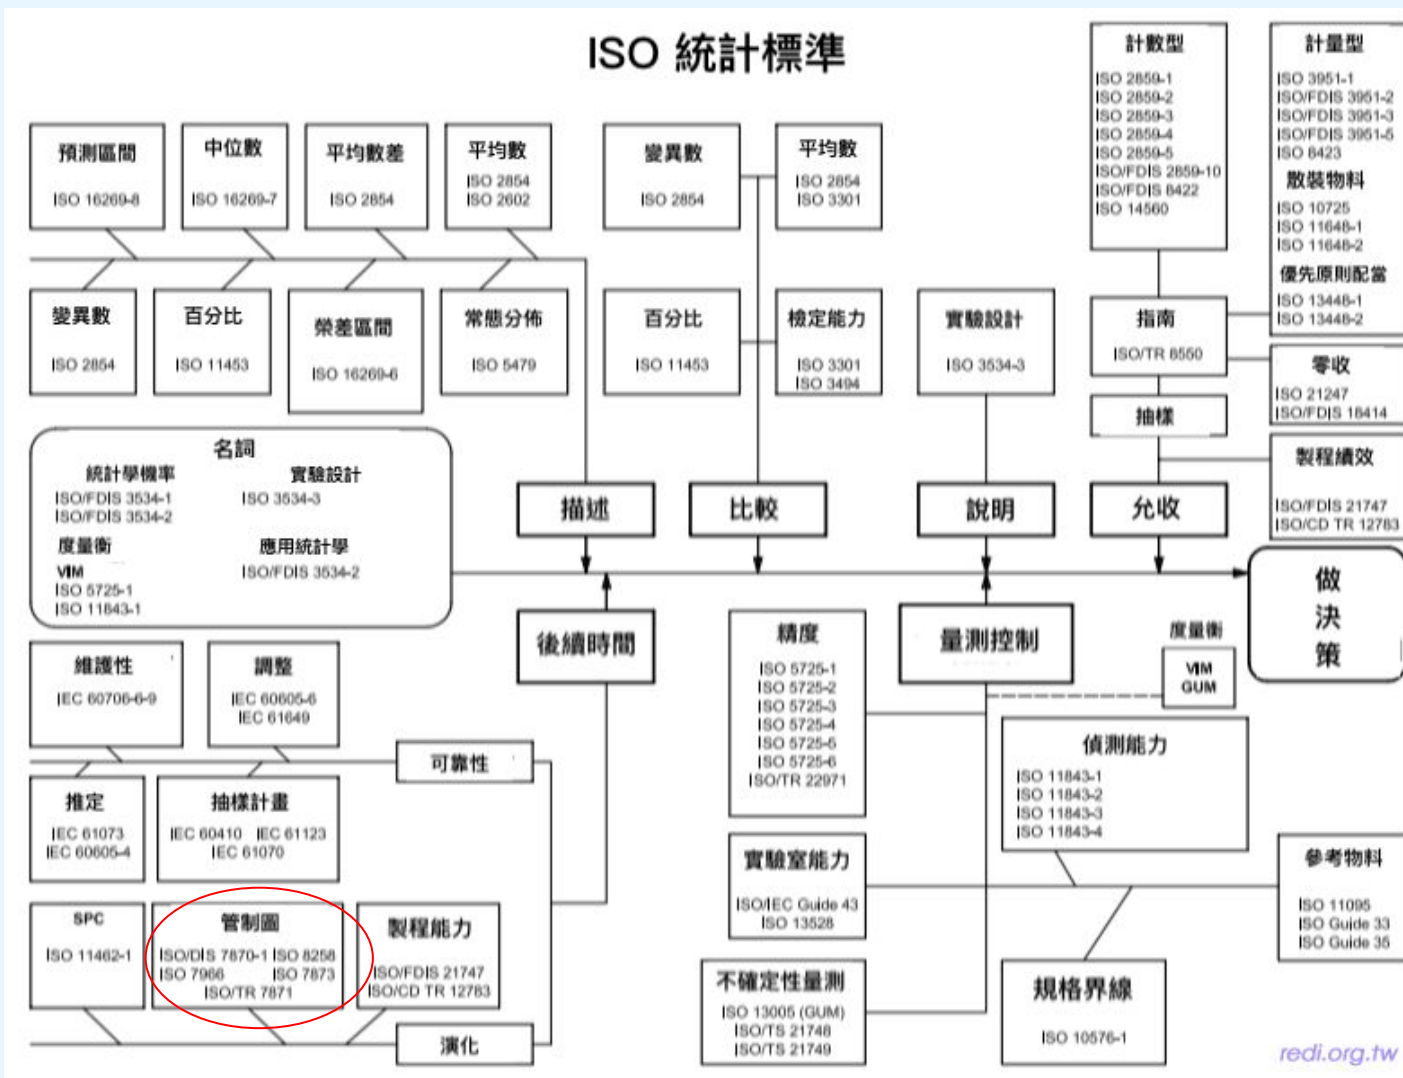 ISO 統計標準
預測區間
ISO 16269-8
中位數
ISO 16269-7
平均數差
ISO 2854
平均數
ISO 2854
ISO 2602
變異數
ISO 2854
平均數
ISO 2854
ISO 3301
計數型
ISO 2859-1
ISO 2859-2
ISO 2859-3
ISO 2859-4
ISO 2859-5
ISO/FDIS 2859-10
ISO/FDIS 8422
ISO 14560
計量型
ISO 3951-1
ISO/FDIS 3951-2
ISO/FDIS 3951-3
ISO/FDIS 3951-5
ISO 8423
散裝物料
ISO 10725
ISO 11648-1
ISO 11648-2
優先原則配當
ISO 13448-1
ISO 13448-2
變異數
ISO 2854
百分比
ISO 11453
榮差區間
ISO 16269-6
常態分佈
ISO 5479
百分比
ISO 11453
檢定能力
ISO 3301
ISO 3494
實驗設計
ISO 3534-3
指南
ISO/TR 8550
零收
ISO 21247
ISO/FDIS 18414
抽樣
製程績效
ISO/FDIS 21747
ISO/CD TR 12783
名詞
統計學機率
ISO/FDIS 3534-1
ISO/FDIS 3534-2
實驗設計
ISO 3534-3
度量衡
VIM
ISO 5725-1
ISO 11843-1
應用統計學
ISO/FDIS 3534-2
描述
比較
說明
允收
做
決
策
後續時間
量測控制
精度
ISO 5725-1
ISO 5725-2
ISO 5725-3
ISO 5725-4
ISO 5725-5
ISO 5725-6
ISO/TR 22971
度量衡
VIM
GUM
維護性
IEC 60706-6-9
調整
IEC 60605-6
IEC 61649
可靠性
推定
IEC 61073
IEC 60605-4
抽樣計畫
IEC 60410 IEC 61123
IEC 61070
偵測能力
ISO 11843-1
ISO 11843-2
ISO 11843-3
ISO 11843-4
實驗室能力
ISO/IEC Guide 43
ISO 13528
參考物料
ISO 11095
ISO Guide 33
ISO Guide 35
SPC
ISO 11462-1
管制圖
ISO/DIS 7870-1 ISO 8258
ISO 7966 ISO 7873
ISO/TR 7871
製程能力
ISO/FDIS 21747
ISO/CD TR 12783
演化
不確定性量測
ISO 13005 (GUM)
ISO/TS 21748
ISO/TS 21749
規格界線
ISO 10576-1
redi.org.tw